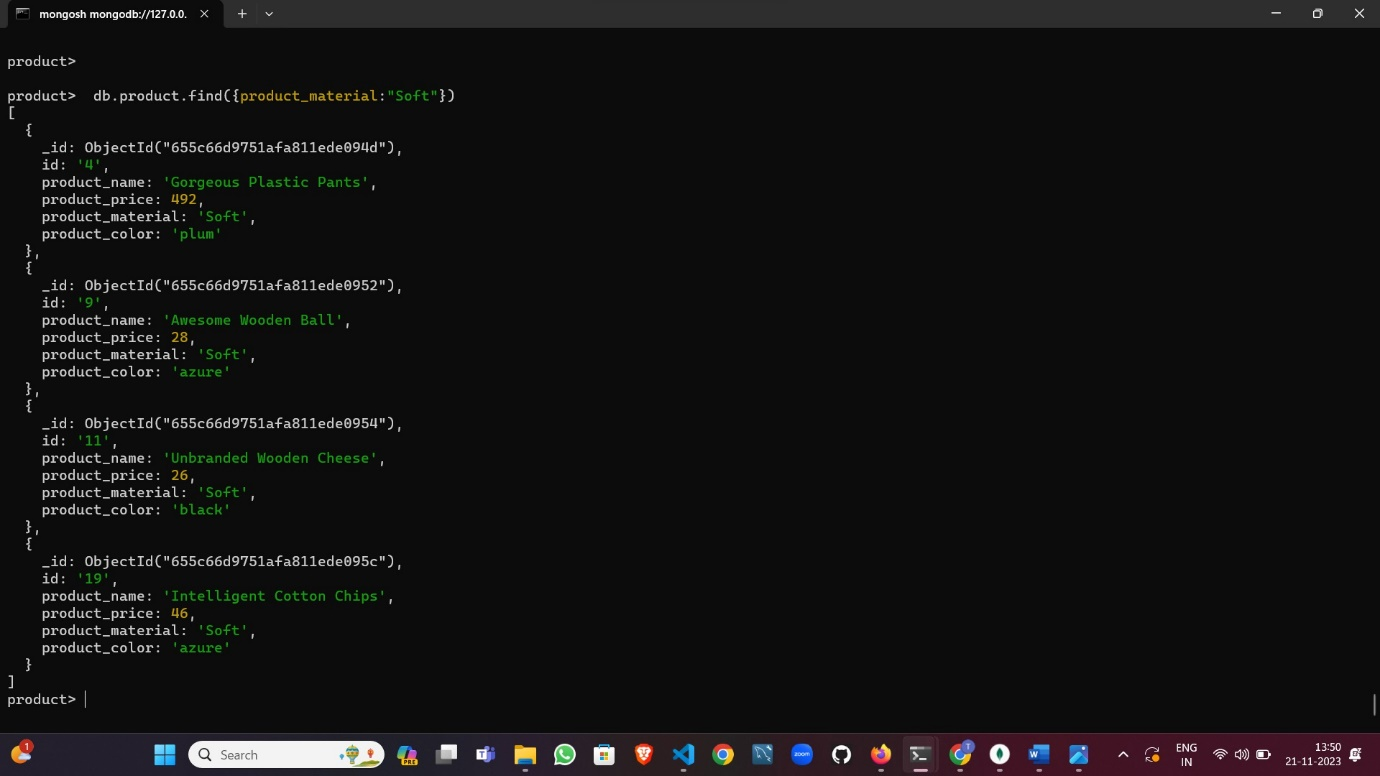 mongosh mongodb://127.0.0.
product>
product>  db.product.find({product_material:"Soft"})
[
  {
    _id: ObjectId("655c66d9751afa811ede094d"),
    id: '4',
    product_name: 'Gorgeous Plastic Pants',
    product_price: 492,
    product_material: 'Soft',
    product_color: 'plum'
  },
  {
    _id: ObjectId("655c66d9751afa811ede0952"),
    id: '9',
    product_name: 'Awesome Wooden Ball',
    product_price: 28,
    product_material: 'Soft',
    product_color: 'azure'
  },
  {
    _id: ObjectId("655c66d9751afa811ede0954"),
    id: '11',
    product_name: 'Unbranded Wooden Cheese',
    product_price: 26,
    product_material: 'Soft',
    product_color: 'black'
  },
  {
    _id: ObjectId("655c66d9751afa811ede095c"),
    id: '19',
    product_name: 'Intelligent Cotton Chips',
    product_price: 46,
    product_material: 'Soft',
    product_color: 'azure'
  }
]
product>
1
Search
PRE
zoom
T
W
ENG
IN
13:50
21-11-2023